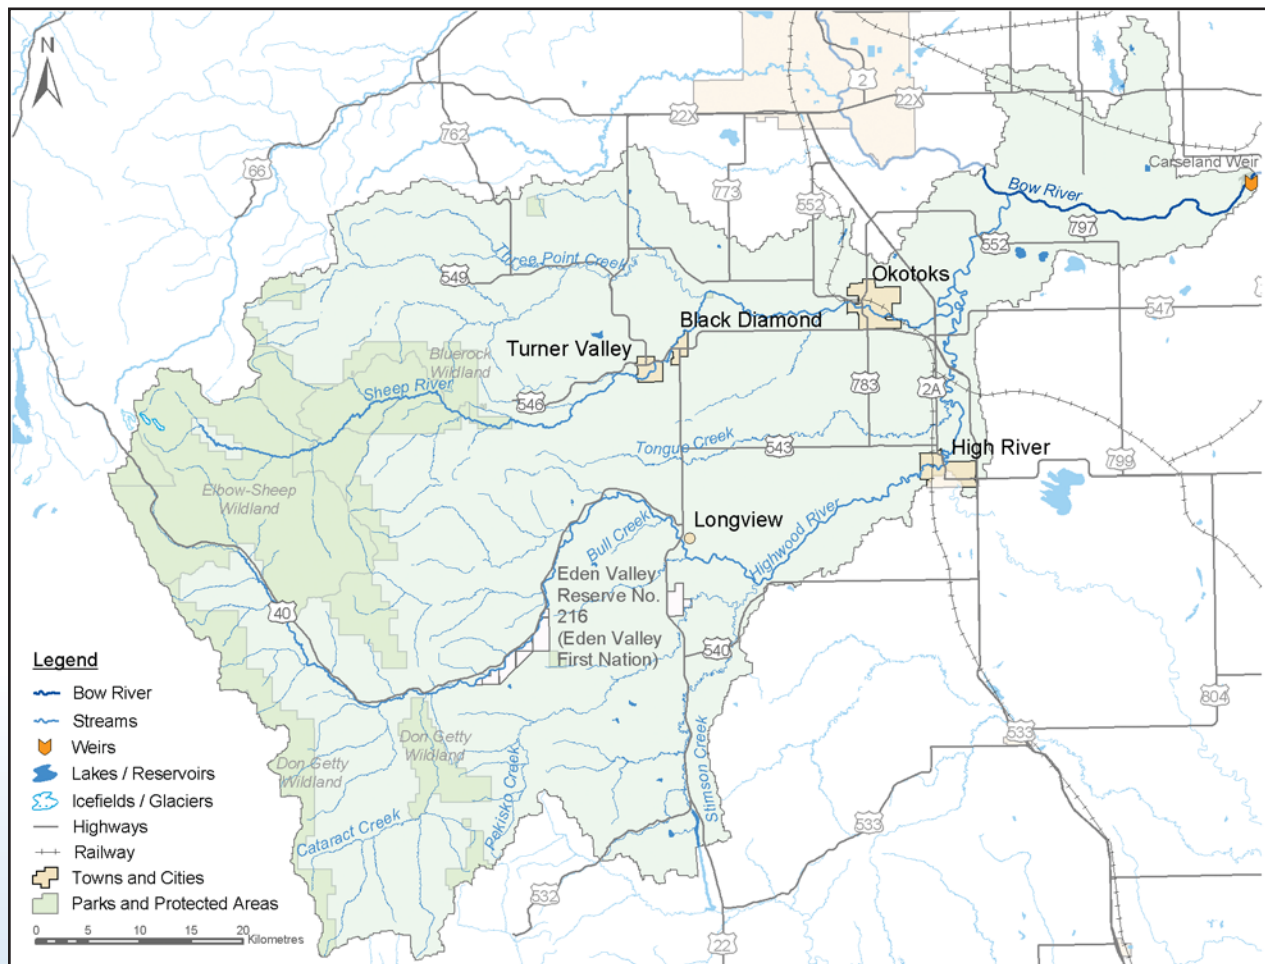 N
2
22X
22X
762
66
Carseland Weir
773
Bow River
552
797
552
Three Point Creek
549
Okotoks
547
Black Diamond
Turner Valley
Bluerock
Wildland
Sheep River
783
2A
546
Tongue Creek
543
High River
799
Elbow-Sheep
Wildland
Longview
Bull Creek
Highwood River
Eden Valley
Reserve No.
216
(Eden Valley
First Nation)
40
540
804
533
Don Getty
Wildland
Don Getty
Wildland
Pekisko Creek
Stimson Creek
Cataract Creek
533
532
22
Legend
Bow River
Streams
Weirs
Lakes / Reservoirs
Icefields / Glaciers
Highways
Railway
Towns and Cities
Parks and Protected Areas
0 5 10 15 20
Kilometres